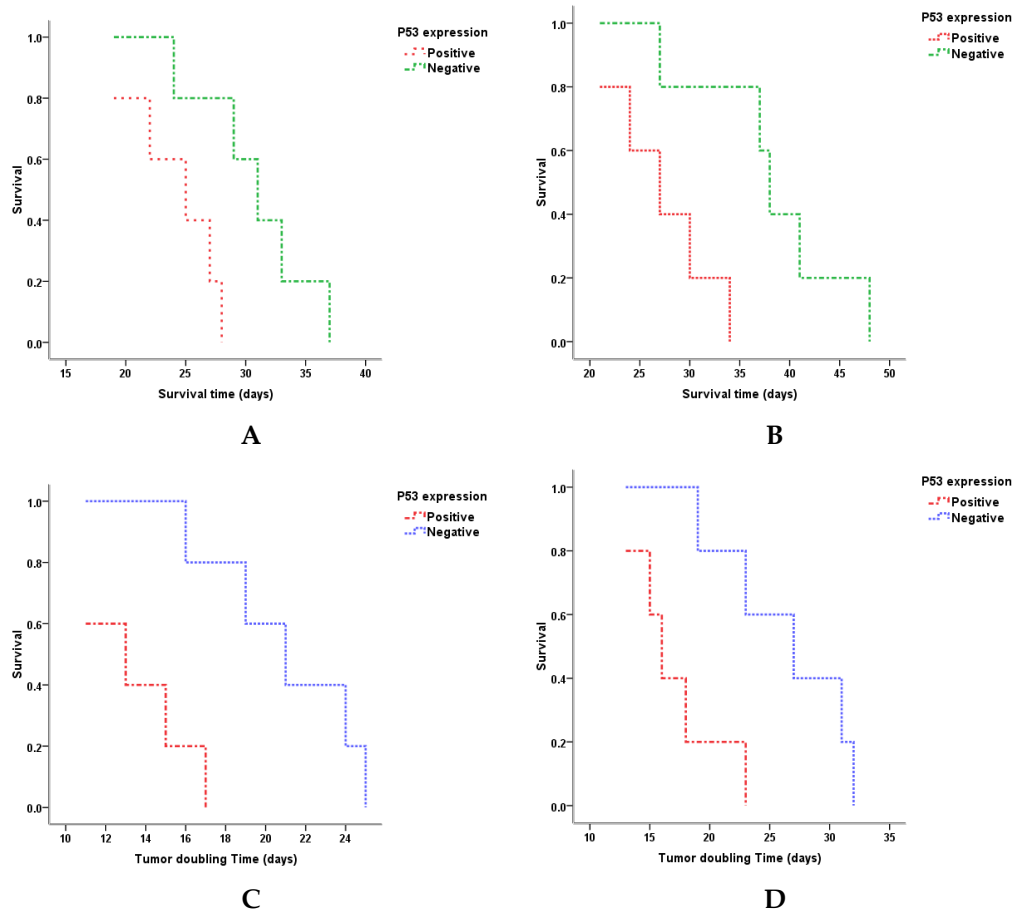 P53 expression
Positive
Negative
1.0
0.8
0.6
0.4
0.2
0.0
Survival
15 20 25 30 35 40
Survival time (days)
A
P53 expression
Positive
Negative
1.0
0.8
0.6
0.4
0.2
0.0
Survival
20 25 30 35 40 45 50
Survival time (days)
B
P53 expression
Positive
Negative
1.0
0.8
0.6
0.4
0.2
0.0
Survival
10 12 14 16 18 20 22 24
Tumor doubling Time (days)
C
P53 expression
Positive
Negative
1.0
0.8
0.6
0.4
0.2
0.0
Survival
10 15 20 25 30 35
Tumor doubling Time (days)
D